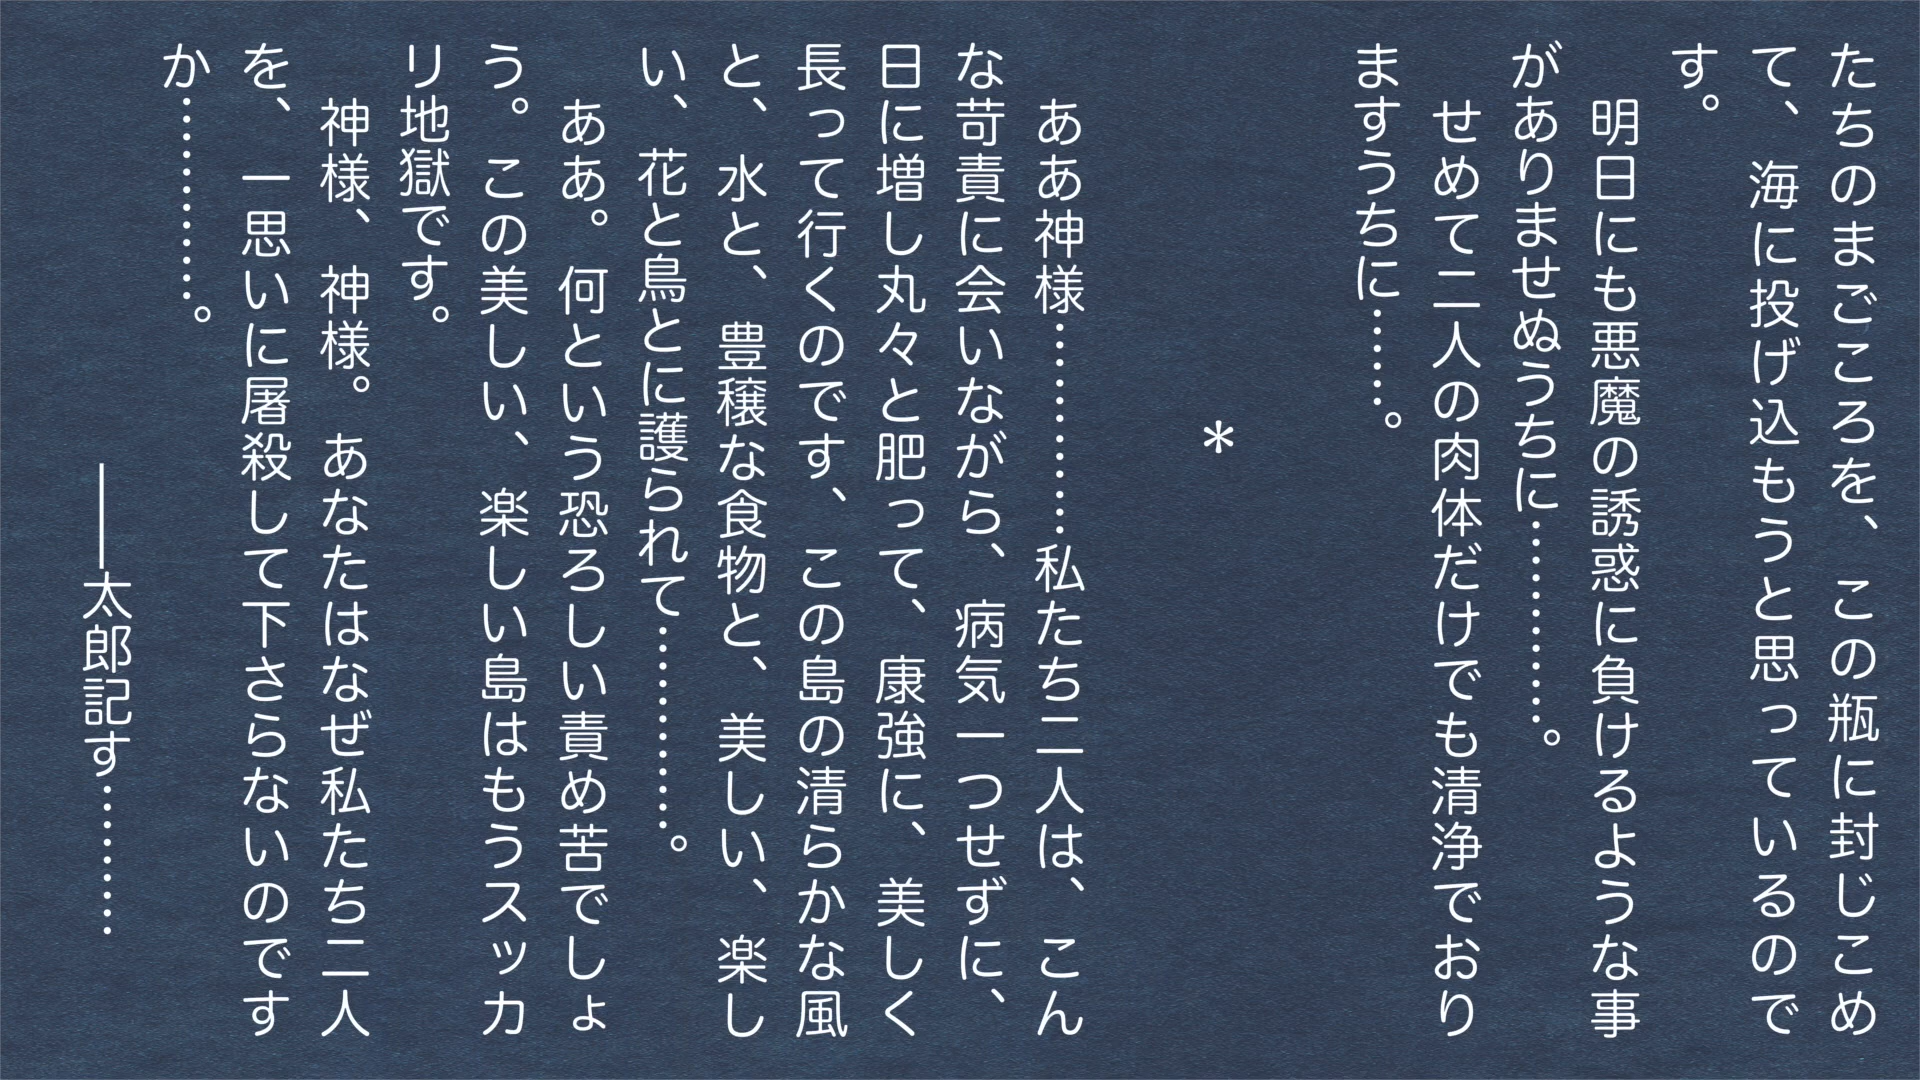 たちのまごころを、この瓶に封じこめ
て、海に投げ込もうと思っているので
す。
　明日にも悪魔の誘惑に負けるような事
がありませぬうちに…………。
　せめて二人の肉体だけでも清浄でおり
ますうちに……。
＊
　ああ神様…………私たち二人は、こん
な苛責に会いながら、病気一つせずに、
日に増し丸々と肥って、康強に、美しく
長って行くのです、この島の清らかな風
と、水と、豊穣な食物と、美しい、楽し
い、花と鳥とに護られて…………。
　ああ。何という恐ろしい責め苦でしょ
う。この美しい、楽しい島はもうスッカ
リ地獄です。
　神様、神様。あなたはなぜ私たち二人
を、一思いに屠殺して下さらないのです
か…………。
――太郎記す………